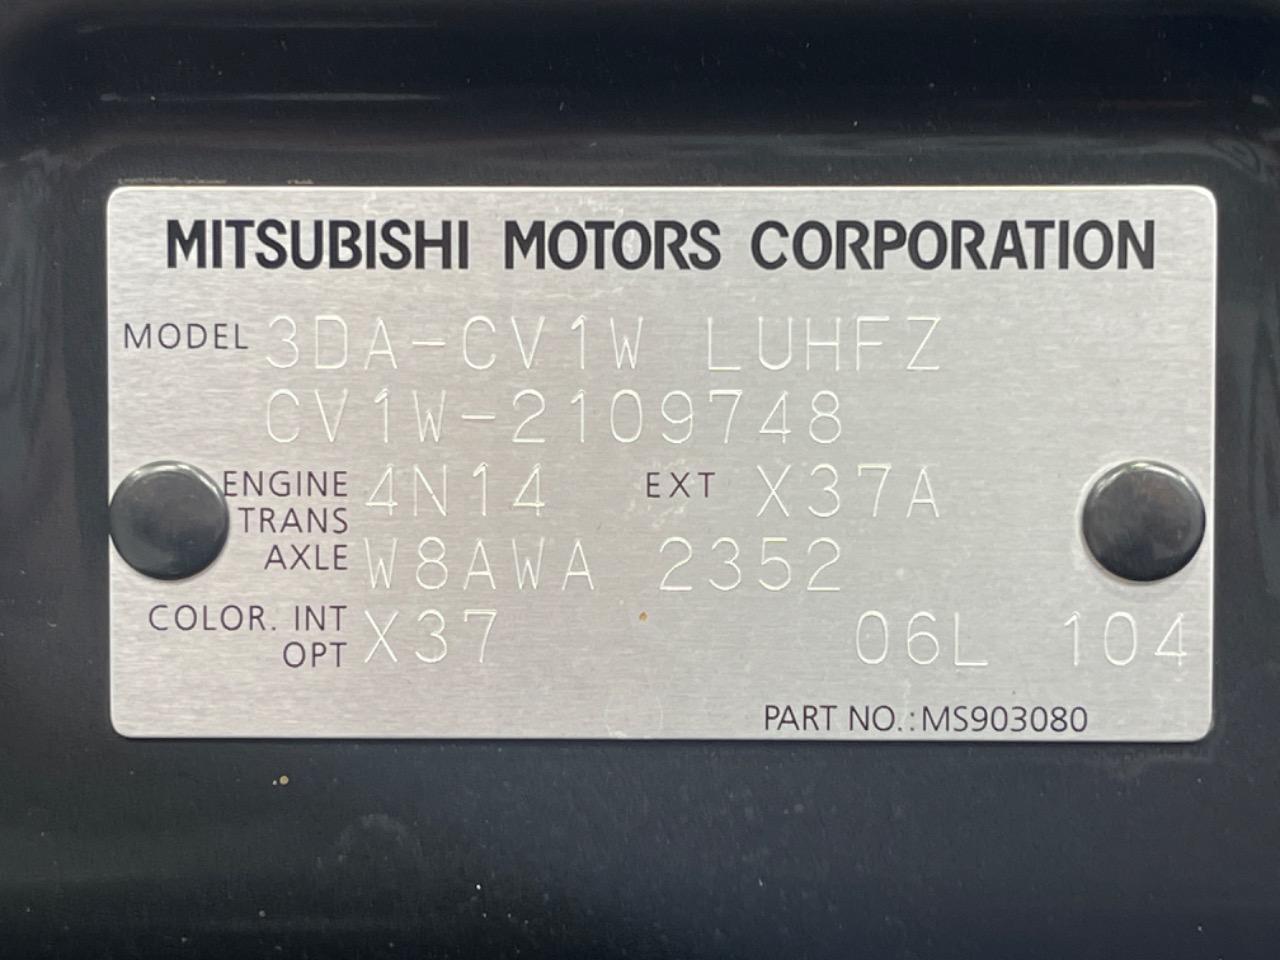 MITSUBISHI MOTORS CORPORATION
MODEL 3DA-CV1W LUHFZ
CV1W-2109748
ENGINE 4N14 EXT X37A
TRANS
AXLE W8AWA 2352
COLOR. INT X37 06L 104
OPT
PART NO.:MS903080